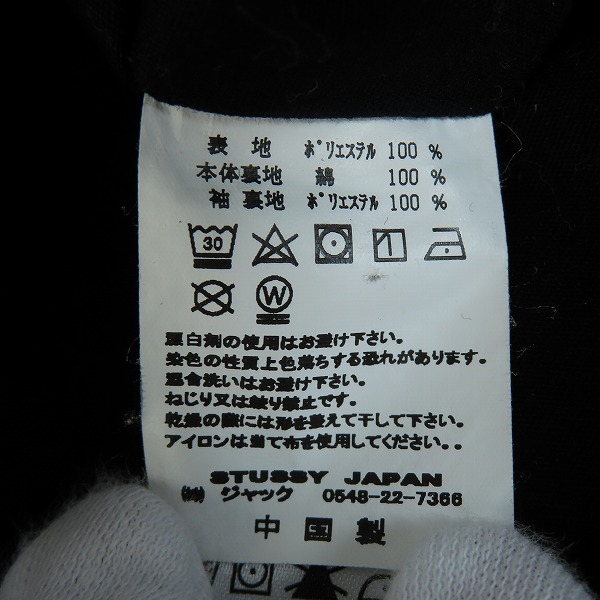 表 地 ポリエステル 100 %
本体裏地 綿 100 %
袖 裏地 ポリエステル 100 %
30
W
漂白剤の使用はお避け下さい。
染色の性質上色落ちする恐れがあります。
混合洗いはお避け下さい。
ねじり又は絞り禁止です。
乾燥の際には形を整えて干して下さい。
アイロンは当て布を使用してください。.
STUSSY JAPAN
㈱ ジャック 0548-22-7366
中 国 製